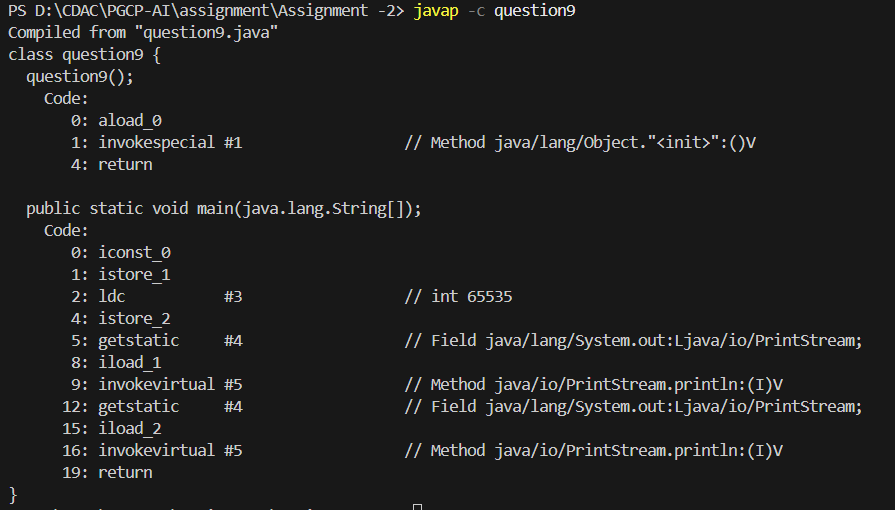 PS D:\CDAC\PGCP-AI\assignment\Assignment -2> javap -c question9
Compiled from "question9.java"
class question9 {
  question9();
    Code:
       0: aload_0
       1: invokespecial #1                  // Method java/lang/Object."<init>":()V
       4: return

  public static void main(java.lang.String[]);
    Code:
       0: iconst_0
       1: istore_1
       2: ldc           #3                  // int 65535
       4: istore_2
       5: getstatic     #4                  // Field java/lang/System.out:Ljava/io/PrintStream;
       8: iload_1
       9: invokevirtual #5                  // Method java/io/PrintStream.println:(I)V
      12: getstatic     #4                  // Field java/lang/System.out:Ljava/io/PrintStream;
      15: iload_2
      16: invokevirtual #5                  // Method java/io/PrintStream.println:(I)V
      19: return
}